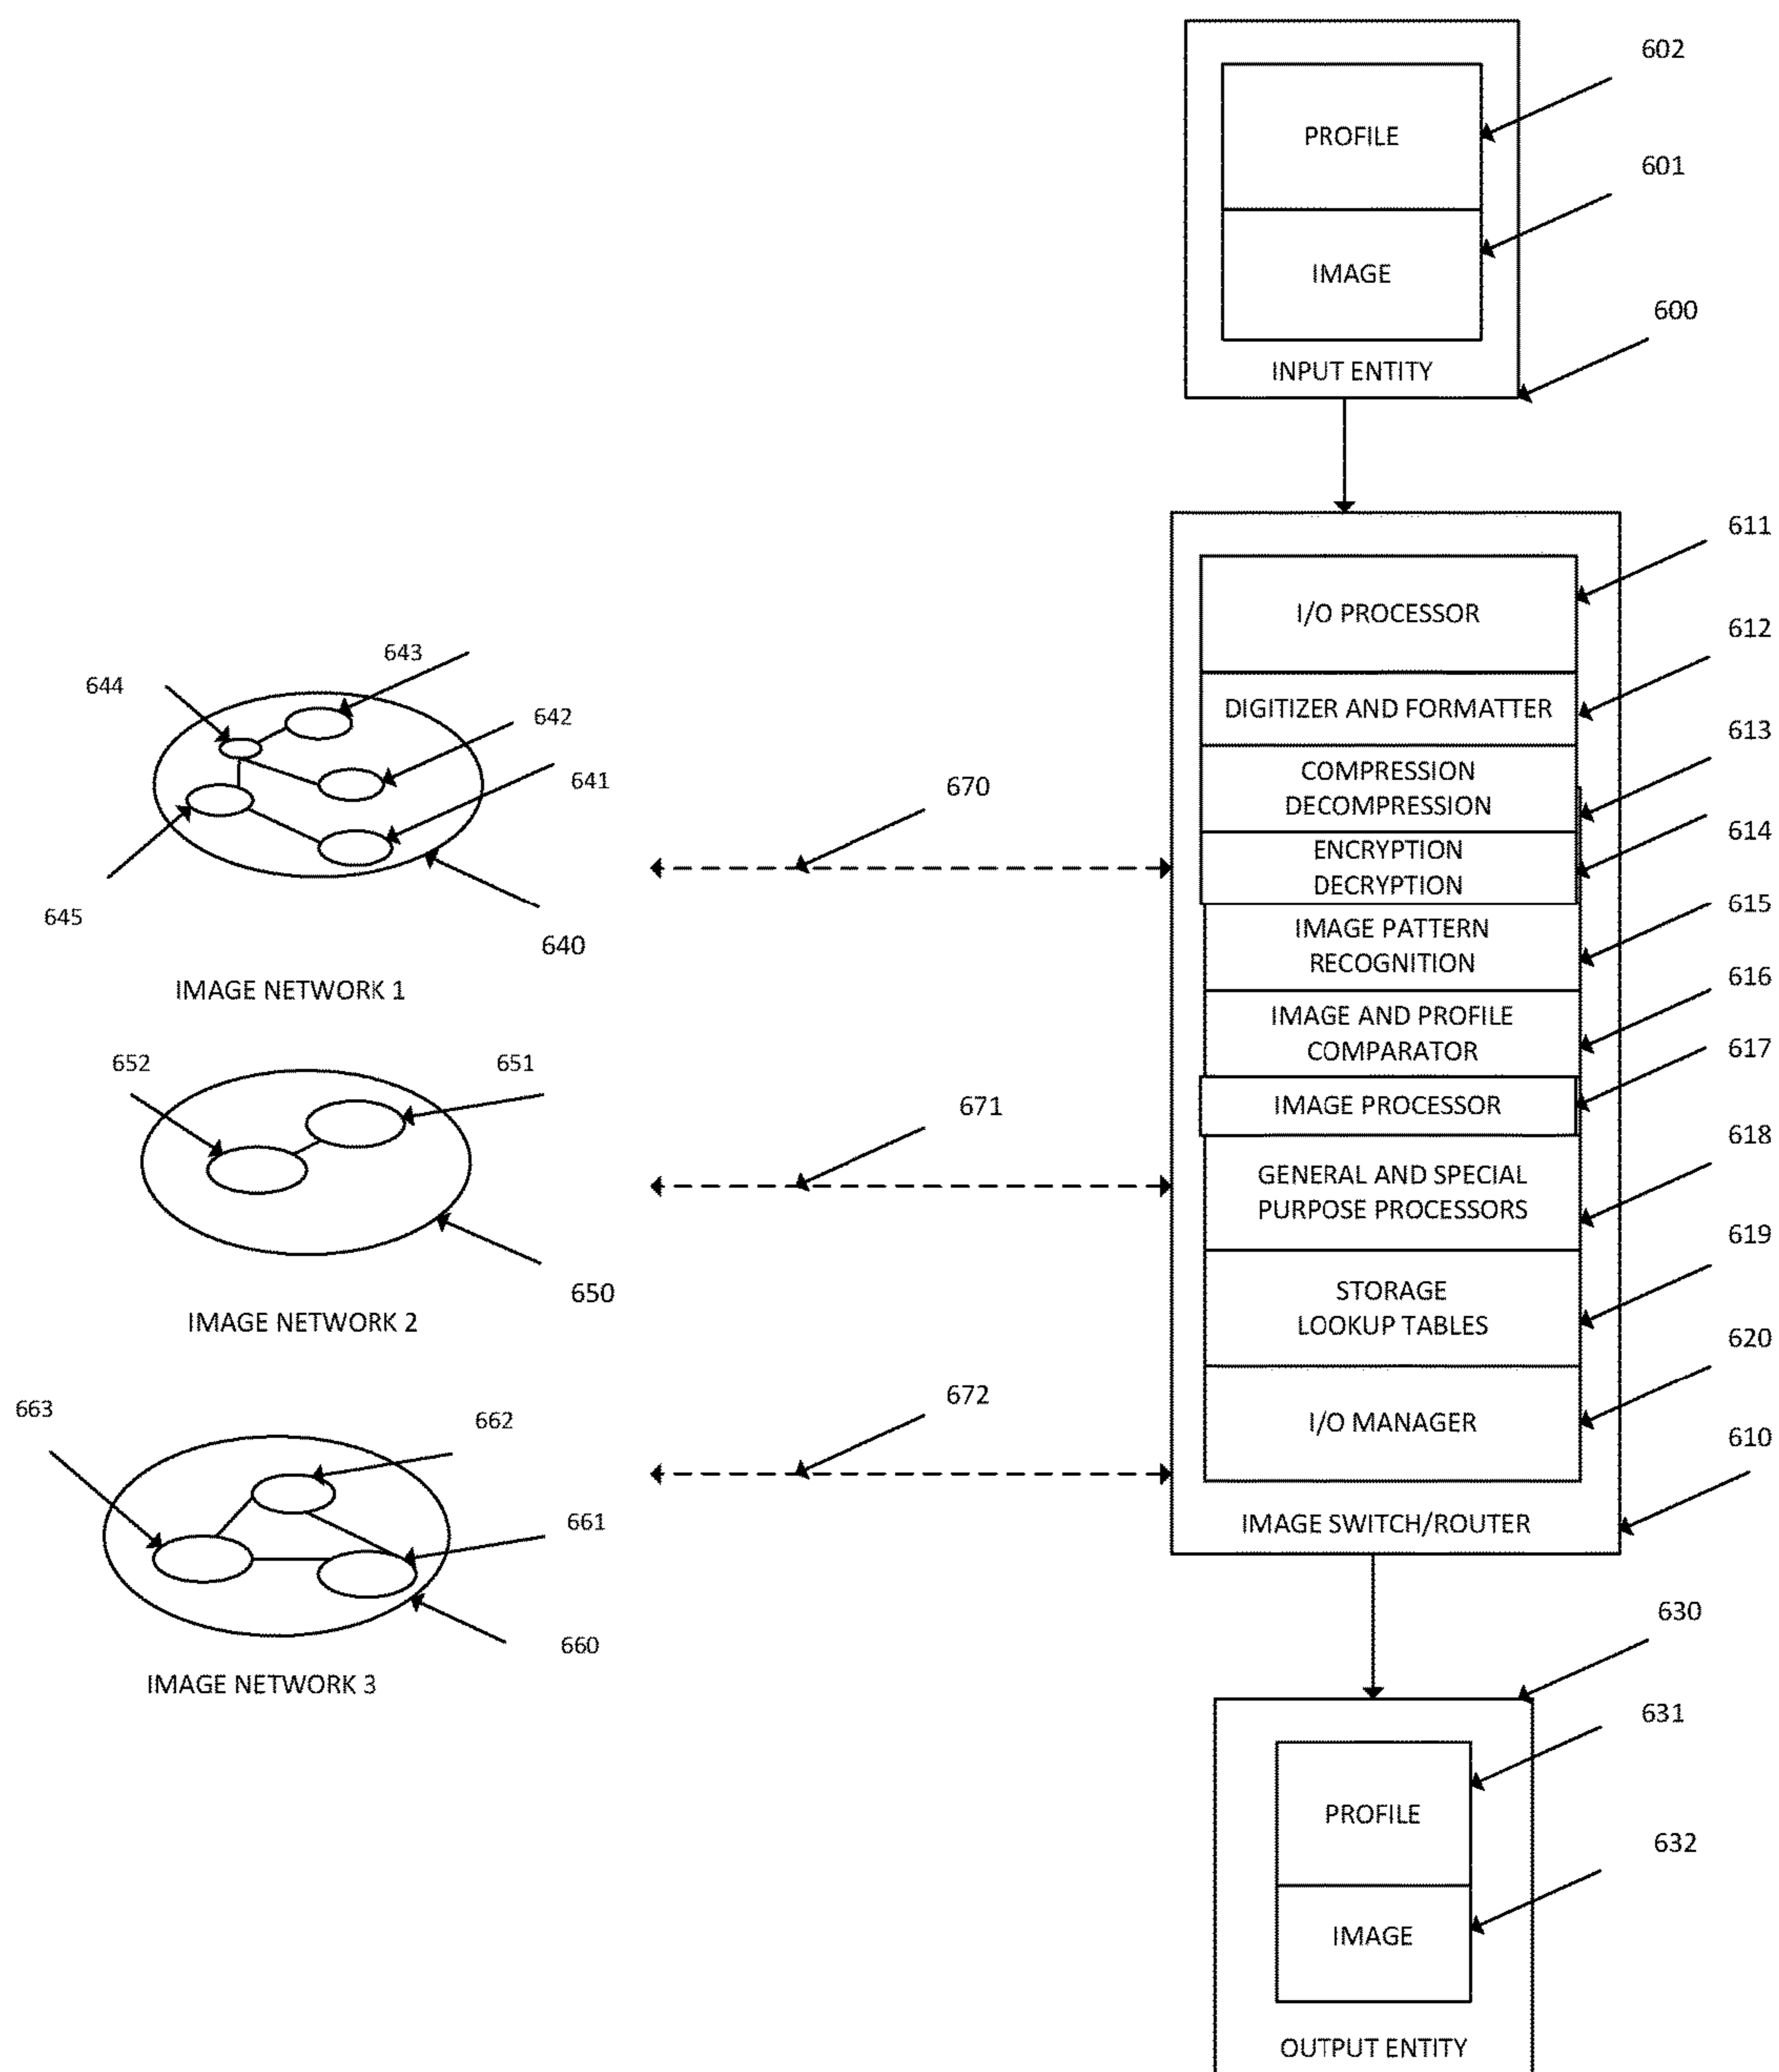 602
PROFILE
601
IMAGE
600
INPUT ENTITY
611
I/O PROCESSOR
612
DIGITIZER AND FORMATTER
613
COMPRESSION
DECOMPRESSION
614
ENCRYPTION
DECRYPTION
615
IMAGE PATTERN
RECOGNITION
616
IMAGE AND PROFILE
COMPARATOR
617
IMAGE PROCESSOR
618
GENERAL AND SPECIAL
PURPOSE PROCESSORS
619
STORAGE
LOOKUP TABLES
620
I/O MANAGER
610
IMAGE SWITCH/ROUTER
643
644
642
641
645
640
IMAGE NETWORK 1
670
652
651
650
IMAGE NETWORK 2
671
663
662
661
660
IMAGE NETWORK 3
672
630
631
PROFILE
632
IMAGE
OUTPUT ENTITY